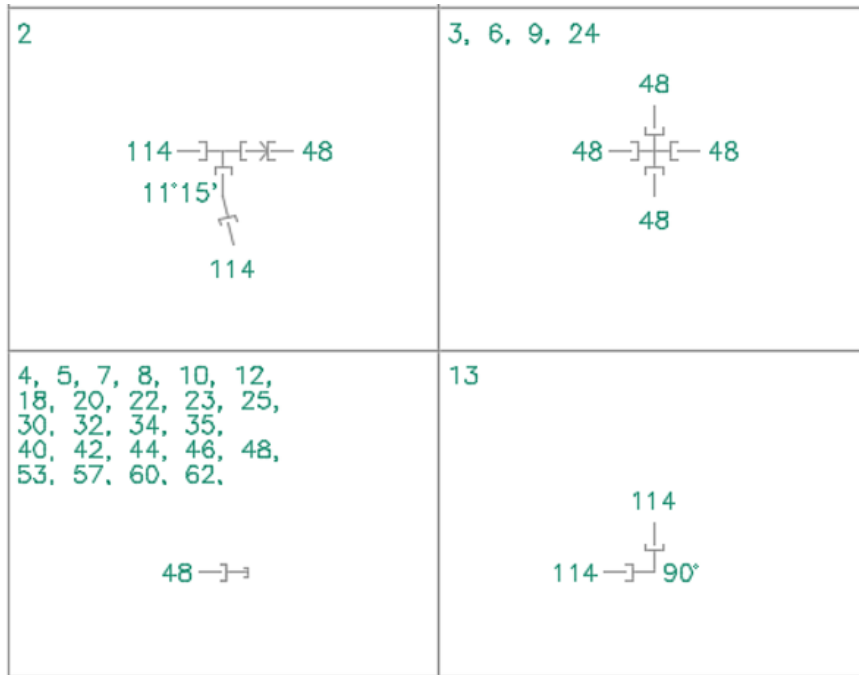 2
114
48
11°15'
114
3, 6, 9, 24
48
48
48
48
4, 5, 7, 8, 10, 12,
18, 20, 22, 23, 25,
30, 32, 34, 35,
40, 42, 44, 46, 48,
53, 57, 60, 62,
48
13
114
114
90°